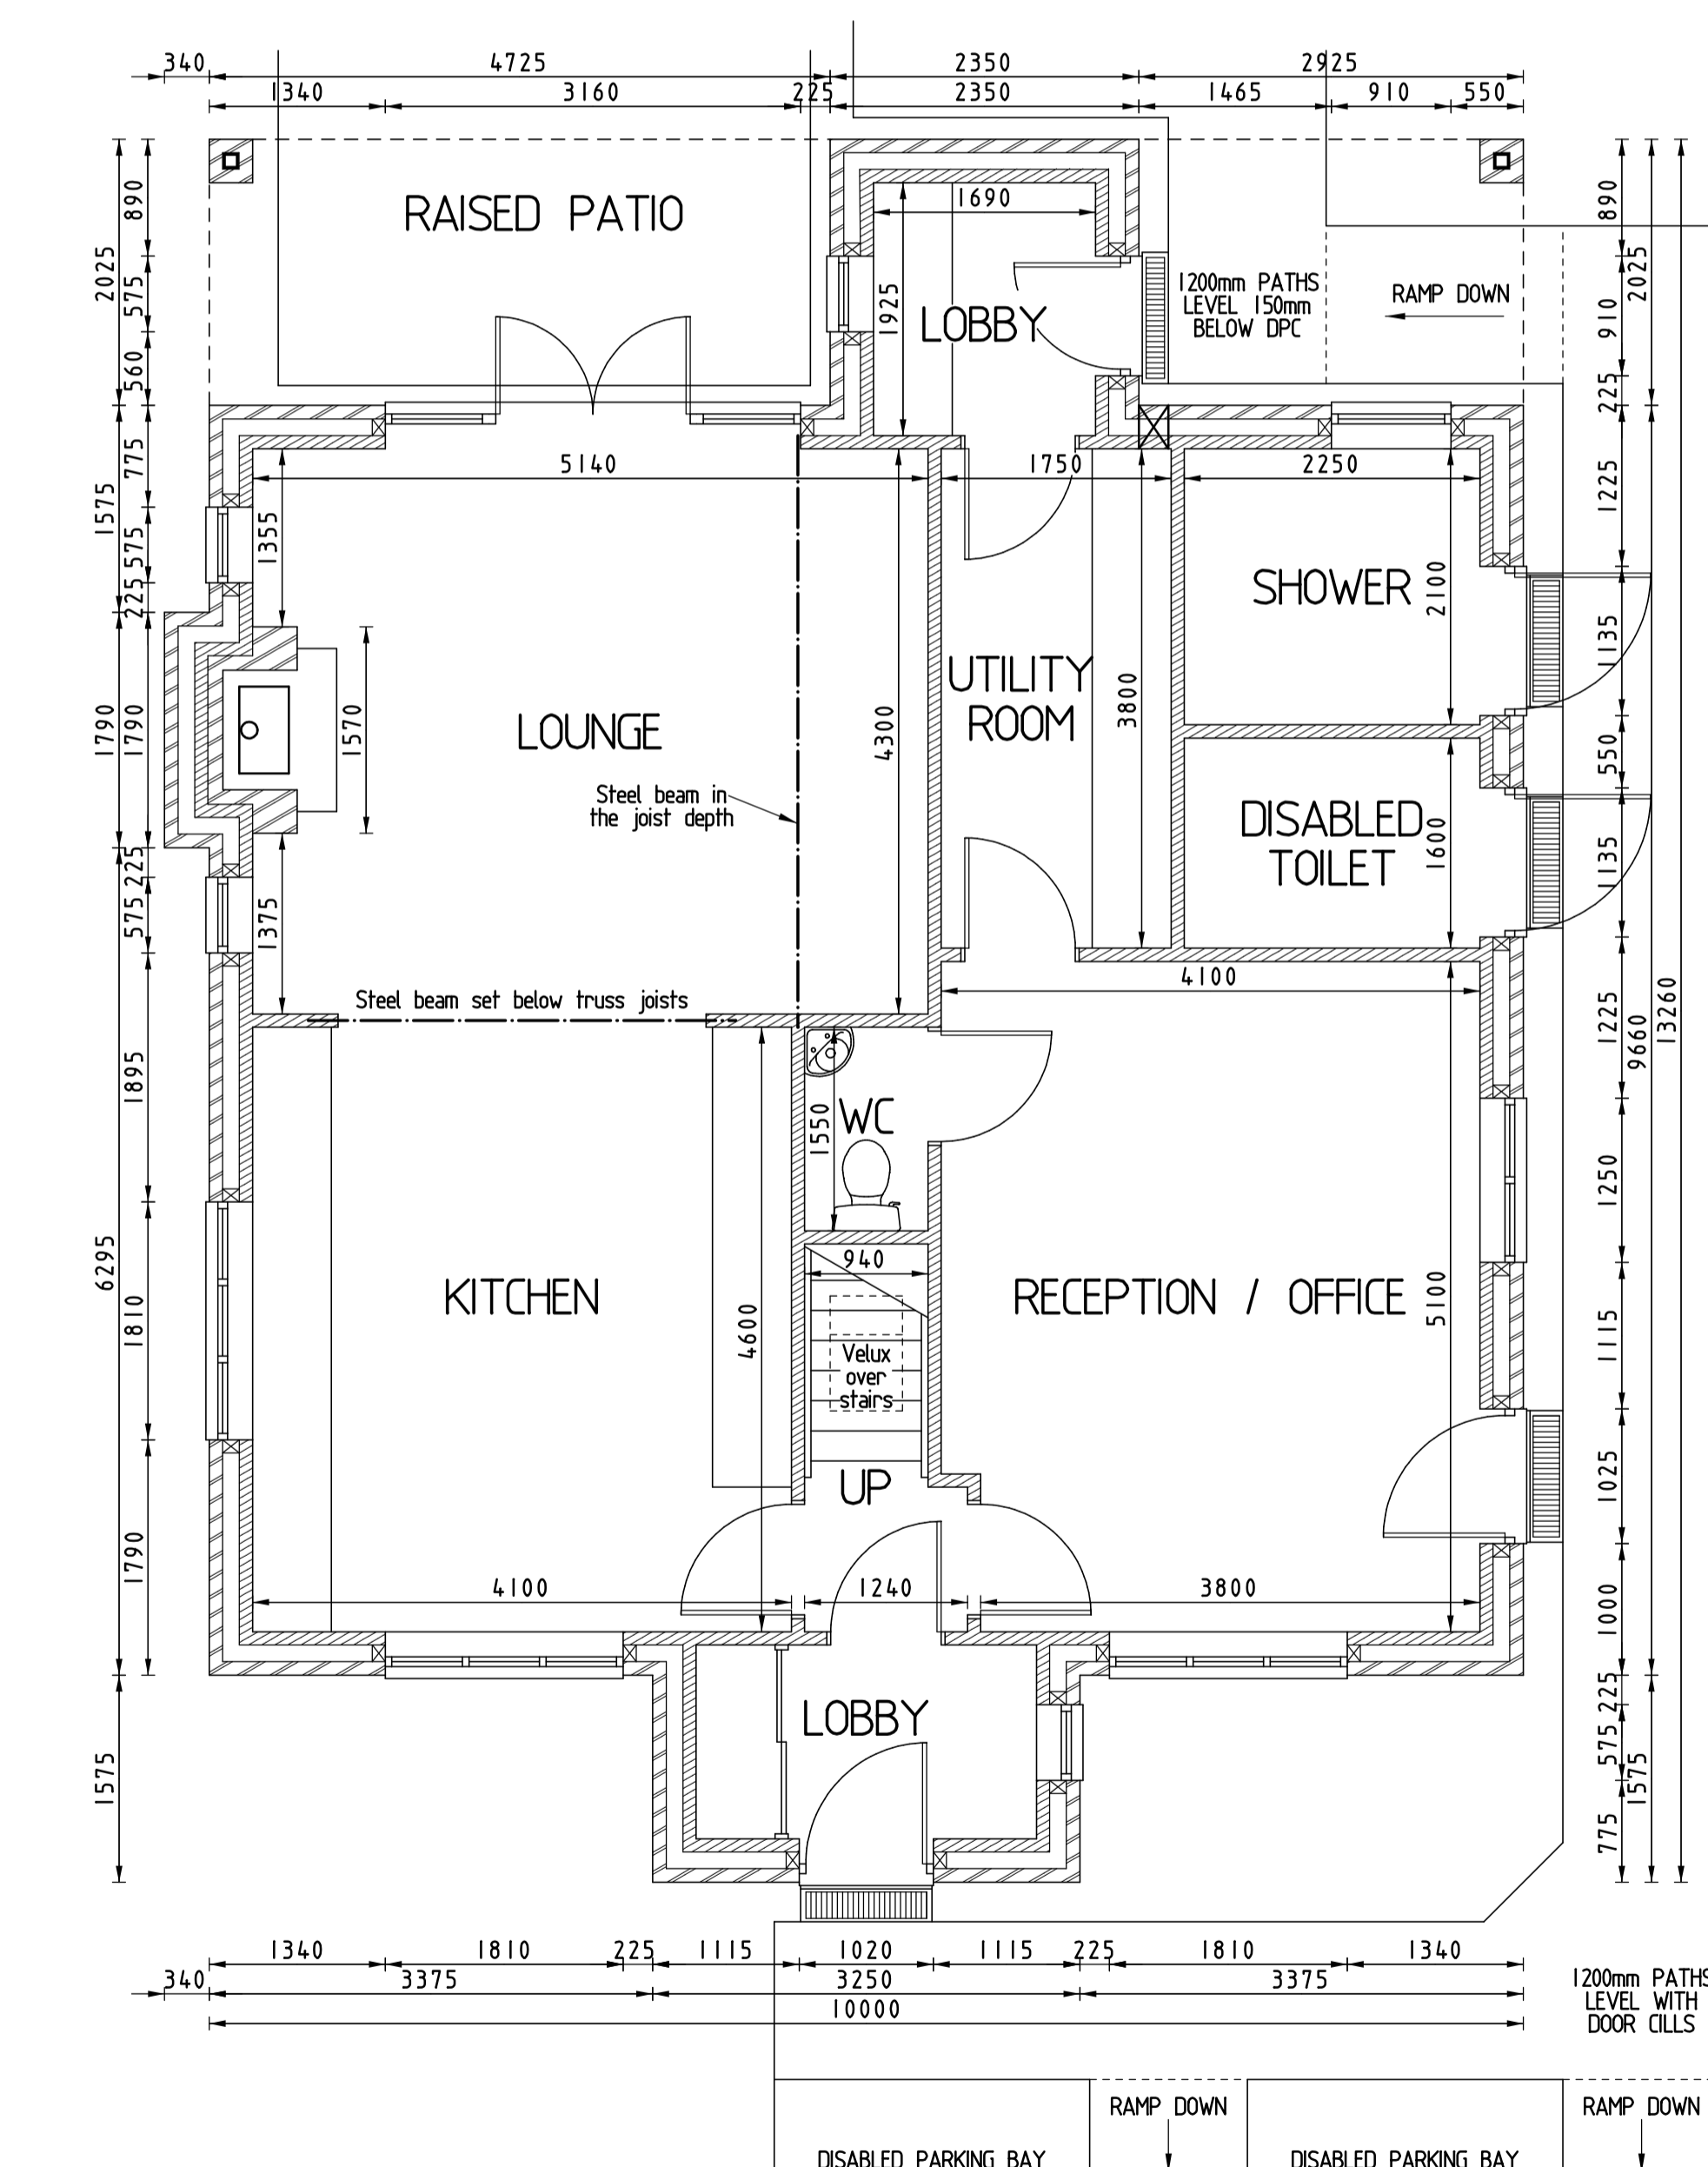 340
4725
2350
2925
1340
3160
225
2350
1465
910
550
890
2025
575
560
RAISED PATIO
1690
1925
LOBBY
1200mm PATHS
LEVEL 150mm
BELOW DPC
RAMP DOWN
890
2025
910
225
5140
1750
2250
775
1575
575
225
1355
1225
SHOWER
2100
1135
UTILITY
ROOM
3800
LOUNGE
1790
1790
1570
4300
Steel beam in
the joist depth
550
DISABLED
TOILET
1600
1135
225
575
1375
4100
Steel beam set below truss joists
1225
9660
13260
1895
WC
1550
1250
6295
940
KITCHEN
RECEPTION / OFFICE
1810
4600
5100
1115
Velux
over
stairs
UP
1025
1790
4100
1240
3800
1000
225
LOBBY
575
1575
1575
775
1340
1810
225
1115
1020
1115
225
1810
1340
340
3375
3250
3375
10000
1200mm PATHS
LEVEL WITH
DOOR CILLS
RAMP DOWN
RAMP DOWN
DISABLED PARKING BAY
DISABLED PARKING BAY